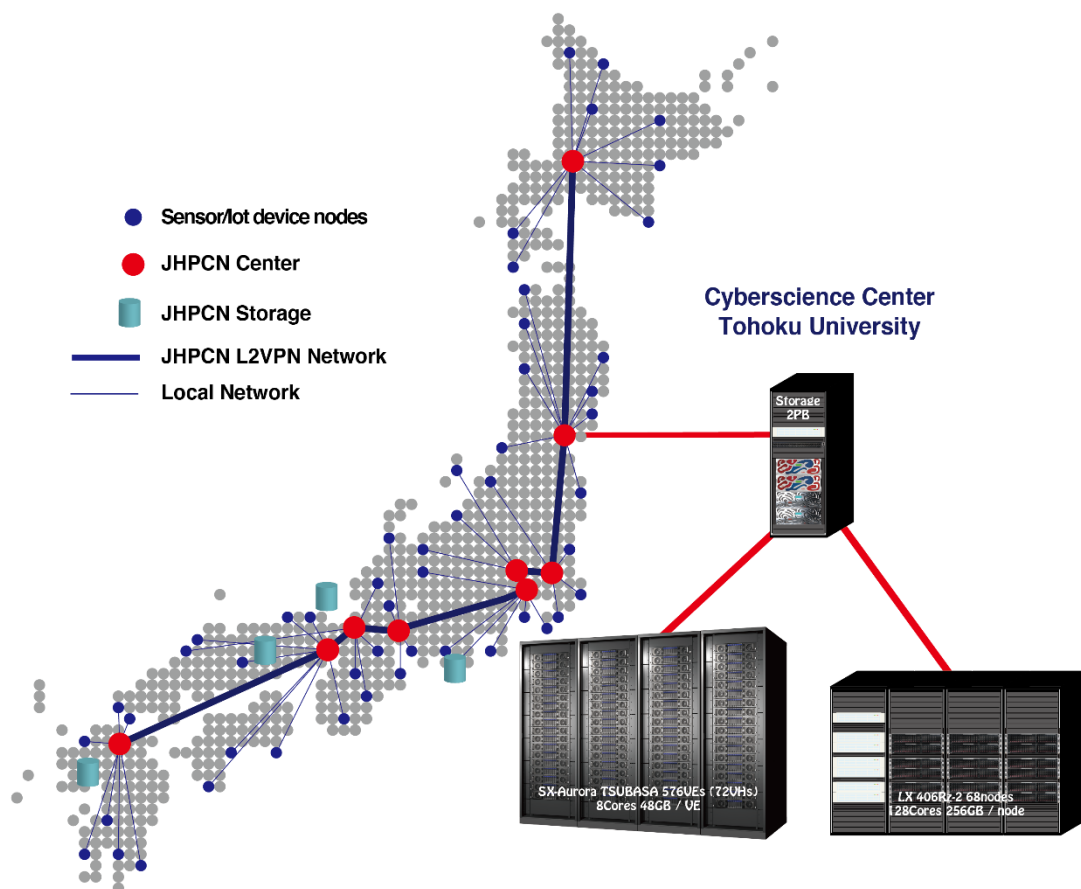 Sensor/Iot device nodes
JHPCN Center
JHPCN Storage
JHPCN L2VPN Network
Local Network
Cyberscience Center
Tohoku University
Storage
2PB
SX-Aurora TSUBASA 576VEs (72VHs)
8Cores 48GB / VE
LX 406Rz-2 68nodes
128Cores 256GB / node